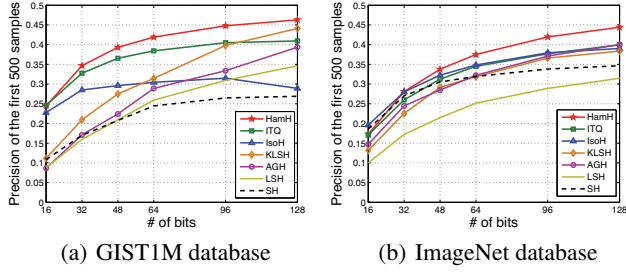 Precision of the first 500 samples
0.5
0.45
0.4
0.35
0.3
0.25
0.2
0.15
0.1
0.05
0
16 32 48 64 96 128
# of bits
HamH
ITQ
IsoH
KLSH
AGH
LSH
SH
(a) GIST1M database
Precision of the first 500 samples
0.5
0.45
0.4
0.35
0.3
0.25
0.2
0.15
0.1
0.05
0
16 32 48 64 96 128
# of bits
HamH
ITQ
IsoH
KLSH
AGH
LSH
SH
(b) ImageNet database